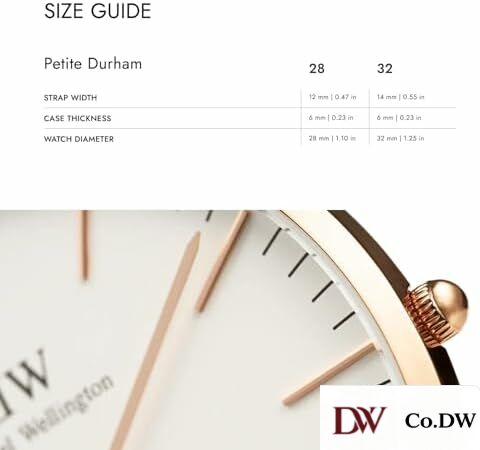 SIZE GUIDE
Petite Durham 28 32
STRAP WIDTH 12 mm | 0.47 in 14 mm | 0.55 in
CASE THICKNESS 6 mm | 0.23 in 6 mm | 0.23 in
WATCH DIAMETER 28 mm | 1.10 in 32 mm | 1.25 in
W
Wellington
DW Co.DW